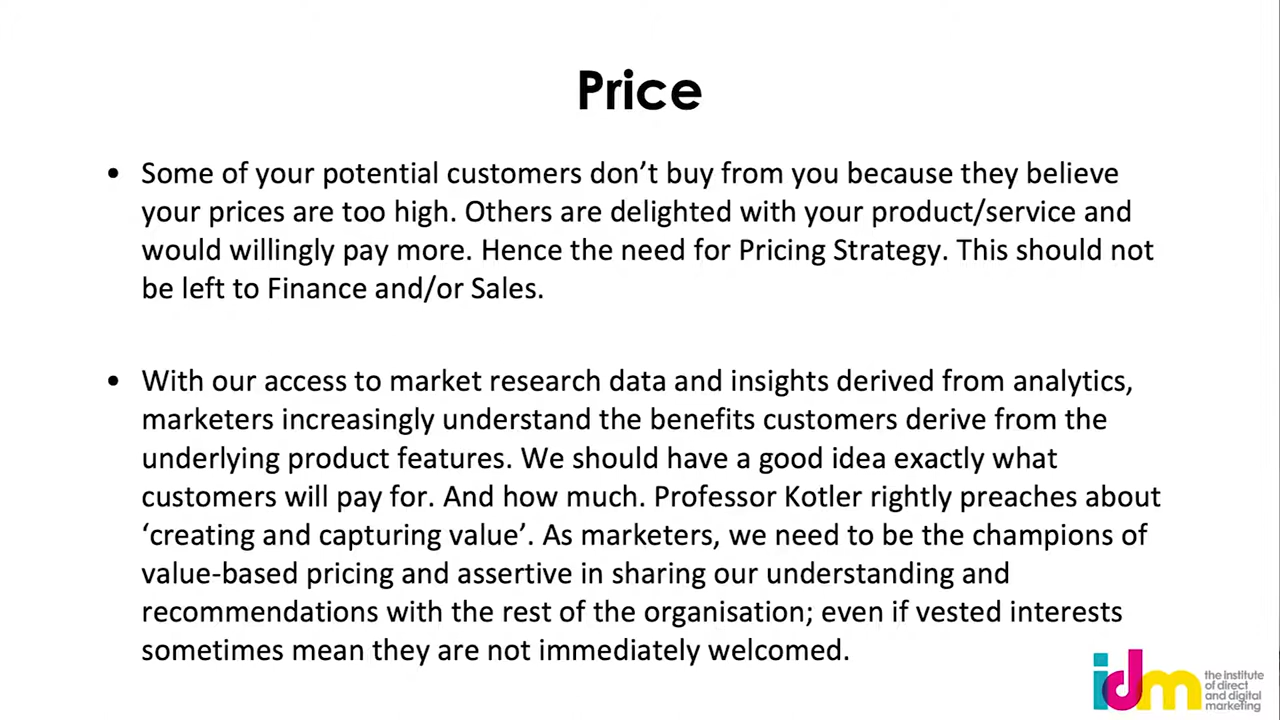 Price
• Some of your potential customers don’t buy from you because they believe
your prices are too high. Others are delighted with your product/service and
would willingly pay more. Hence the need for Pricing Strategy. This should not
be left to Finance and/or Sales.
• With our access to market research data and insights derived from analytics,
marketers increasingly understand the benefits customers derive from the
underlying product features. We should have a good idea exactly what
customers will pay for. And how much. Professor Kotler rightly preaches about
‘creating and capturing value’. As marketers, we need to be the champions of
value-based pricing and assertive in sharing our understanding and
recommendations with the rest of the organisation; even if vested interests
sometimes mean they are not immediately welcomed.
idm
the institute
of direct
and digital
marketing